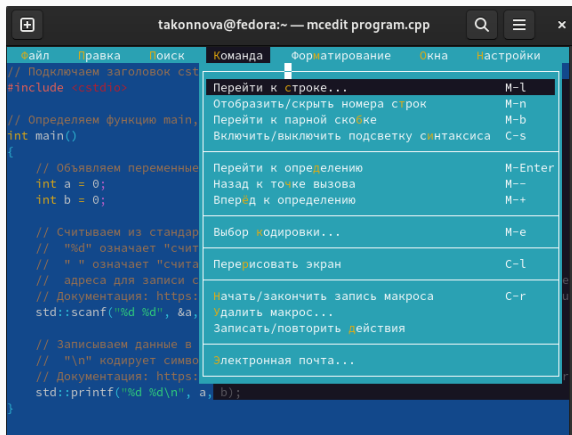 takonnova@fedora:~ — mcedit program.cpp
Файл Правка Поиск Команда Форматирование Окна Настройки
// Подключаем заголовок cst
#include <cstdio>
// Определяем функцию main,
int main()
{
// Объявляем переменные
int a = 0;
int b = 0;
// Считываем из стандар
// "%d" означает "счит
// " " означает "счита
// адреса для записи с
// Документация: https:
std::scanf("%d %d", &a,
// Записываем данные в
// "\n" кодирует симво
// Документация: https:
std::printf("%d %d\n", a, b);
}
Перейти к строке... M-l
Отобразить/скрыть номера строк M-n
Перейти к парной скобке M-b
Включить/выключить подсветку синтаксиса C-s
Перейти к определению M-Enter
Назад к точке вызова M--
Вперёд к определению M-+
Выбор кодировки... M-e
Перерисовать экран C-l
Начать/закончить запись макроса C-r
Удалить макрос...
Записать/повторить действия
Электронная почта...